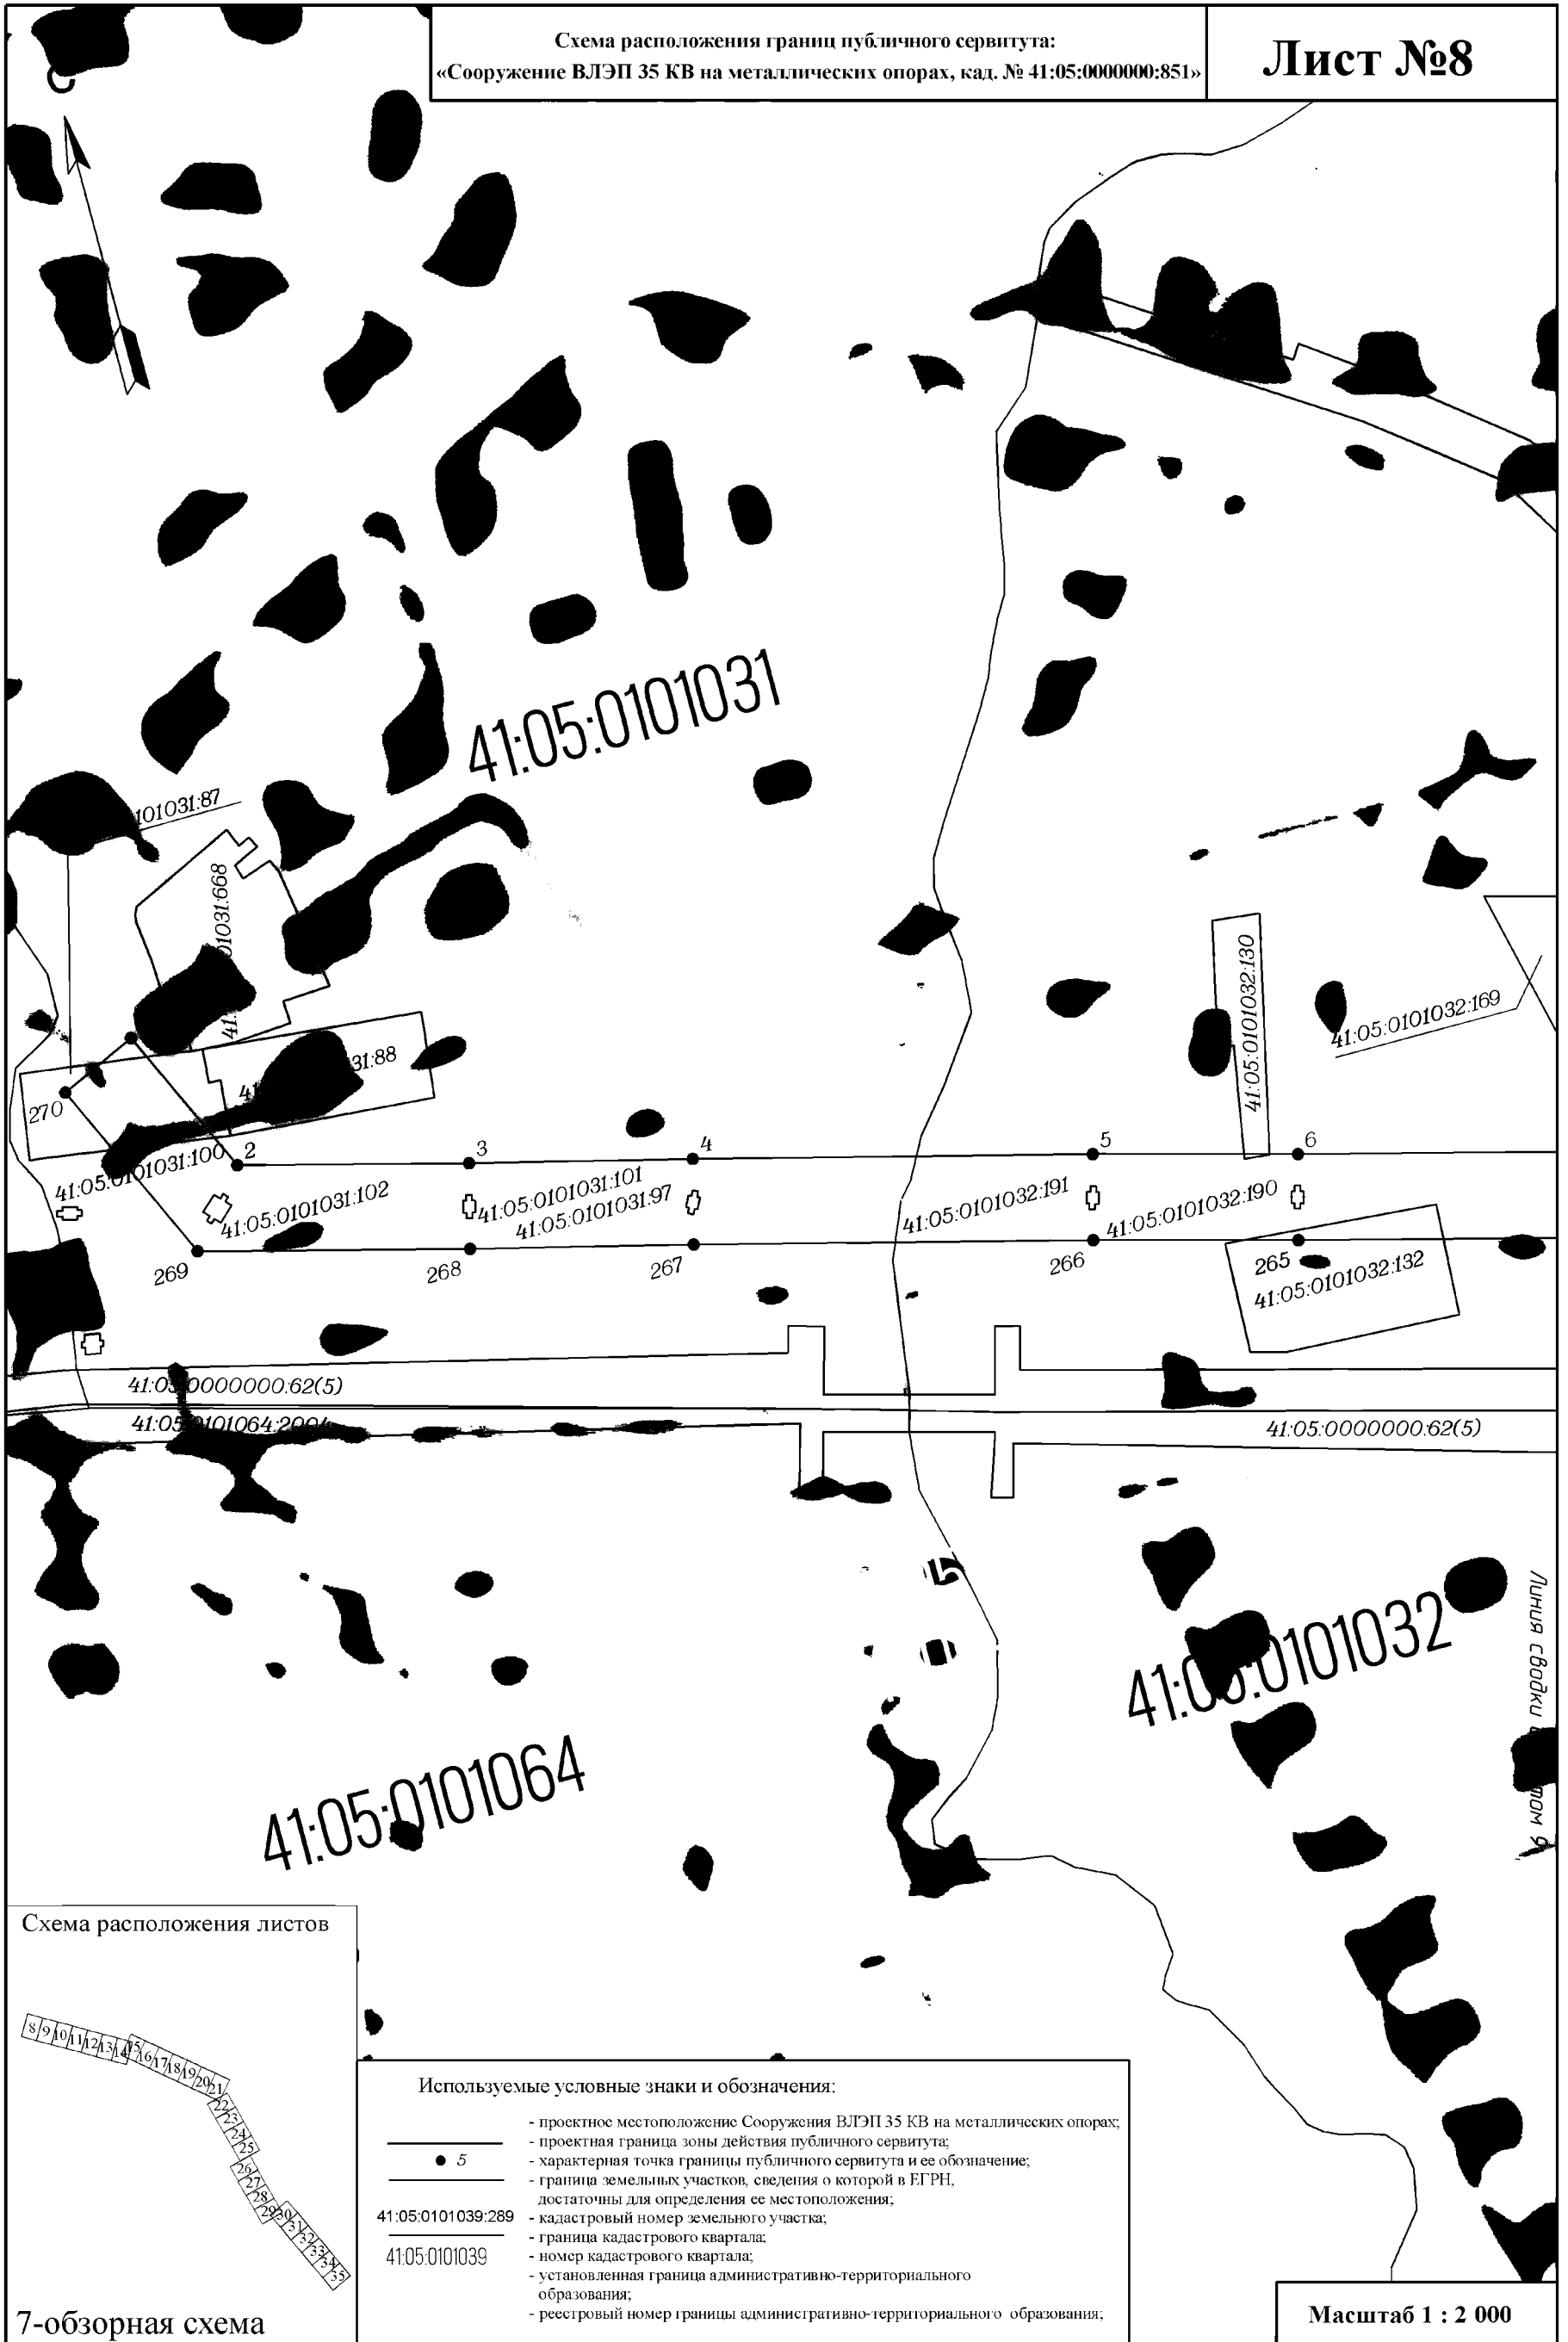 Схема расположения границ публичного сервитута:
«Сооружение ВЛЭП 35 КВ на металлических опорах, кад. № 41:05:0000000:851»
Лист №8
С
41:05:0101031
101031:87
01031:668
31:88
270
41:05:0101031:100
2
3
4
5
6
41:05:0101031:102
41:05:0101031:101
41:05:0101031:97
41:05:0101032:191
41:05:0101032:190
41:05:0101032:130
41:05:0101032:169
269
268
267
266
265
41:05:0101032:132
41:05:0000000:62(5)
41:05:0101064:2004
41:05:0000000:62(5)
41:05:0101032
41:05:0101064
Линия сводки
Схема расположения листов
8 9 10 11 12 13 14 15 16 17 18 19 20 21 22 23 24 25 26 27 28 29 30 31 32 33 34 35
7-обзорная схема
Используемые условные знаки и обозначения:
- проектное местоположение Сооружения ВЛЭП 35 КВ на металлических опорах;
- проектная граница зоны действия публичного сервитута;
5 - характерная точка границы публичного сервитута и ее обозначение;
- граница земельных участков, сведения о которой в ЕГРН,
достаточны для определения ее местоположения;
41:05:0101039:289 - кадастровый номер земельного участка;
- граница кадастрового квартала;
41:05:0101039 - номер кадастрового квартала;
- установленная граница административно-территориального
образования;
- реестровый номер границы административно-территориального образования;
Масштаб 1 : 2 000